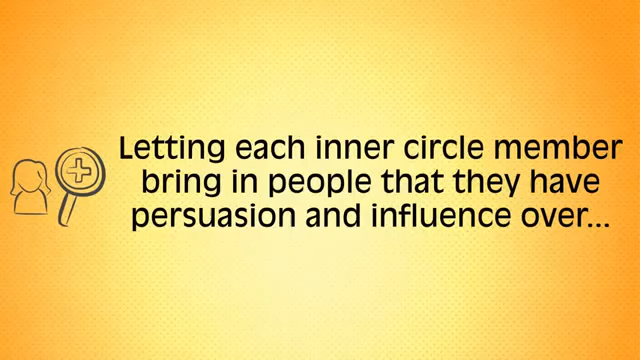 Letting each inner circle member
bring in people that they have
persuasion and influence over...